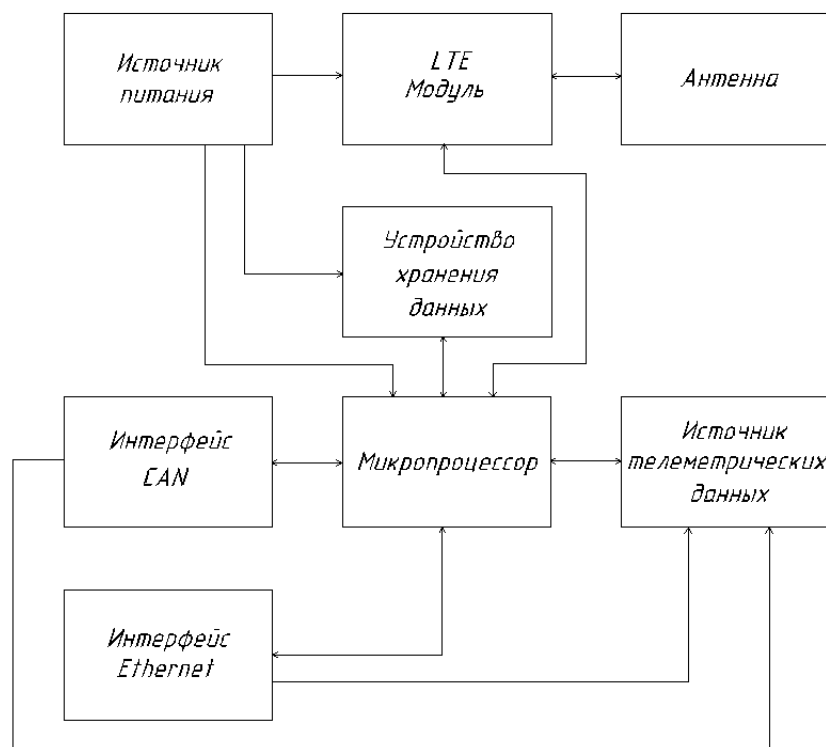 Источник
питания
LTE
Модуль
Антенна
Устройство
хранения
данных
Интерфейс
CAN
Микропроцессор
Источник
телеметрических
данных
Интерфейс
Ethernet